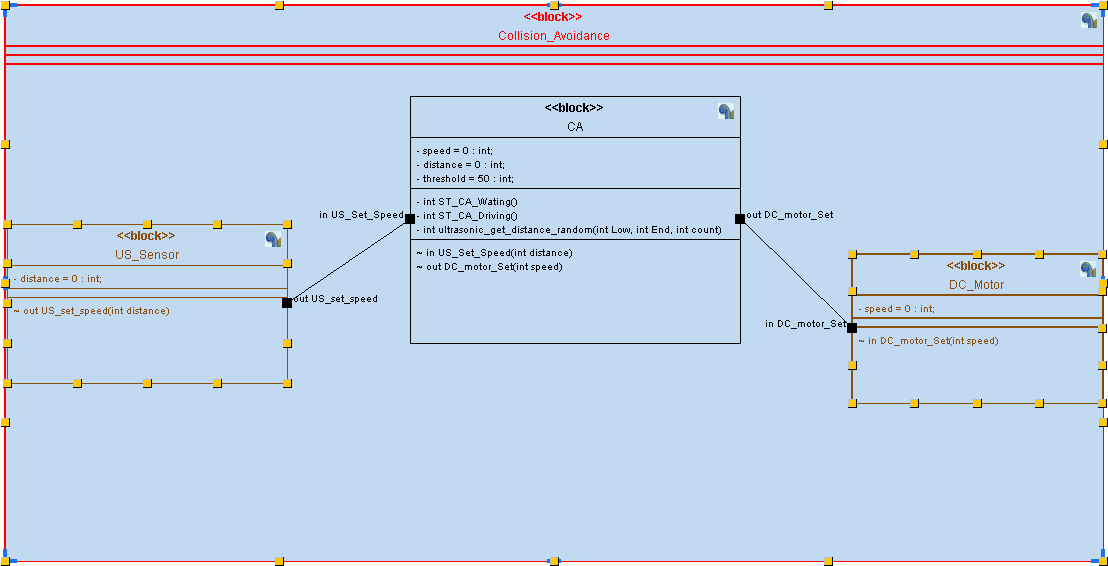 <<block>>
Collision_Avoidance
<<block>>
CA
- speed = 0 : int;
- distance = 0 : int;
- threshold = 50 : int;
- int ST_CA_Wating()
- int ST_CA_Driving()
- int ultrasonic_get_distance_random(int Low, int End, int count)
~ in US_Set_Speed(int distance)
~ out DC_motor_Set(int speed)
in US_Set_Speed
out DC_motor_Set
<<block>>
US_Sensor
- distance = 0 : int;
~ out US_set_speed(int distance)
out US_set_speed
<<block>>
DC_Motor
- speed = 0 : int;
~ in DC_motor_Set(int speed)
in DC_motor_Set